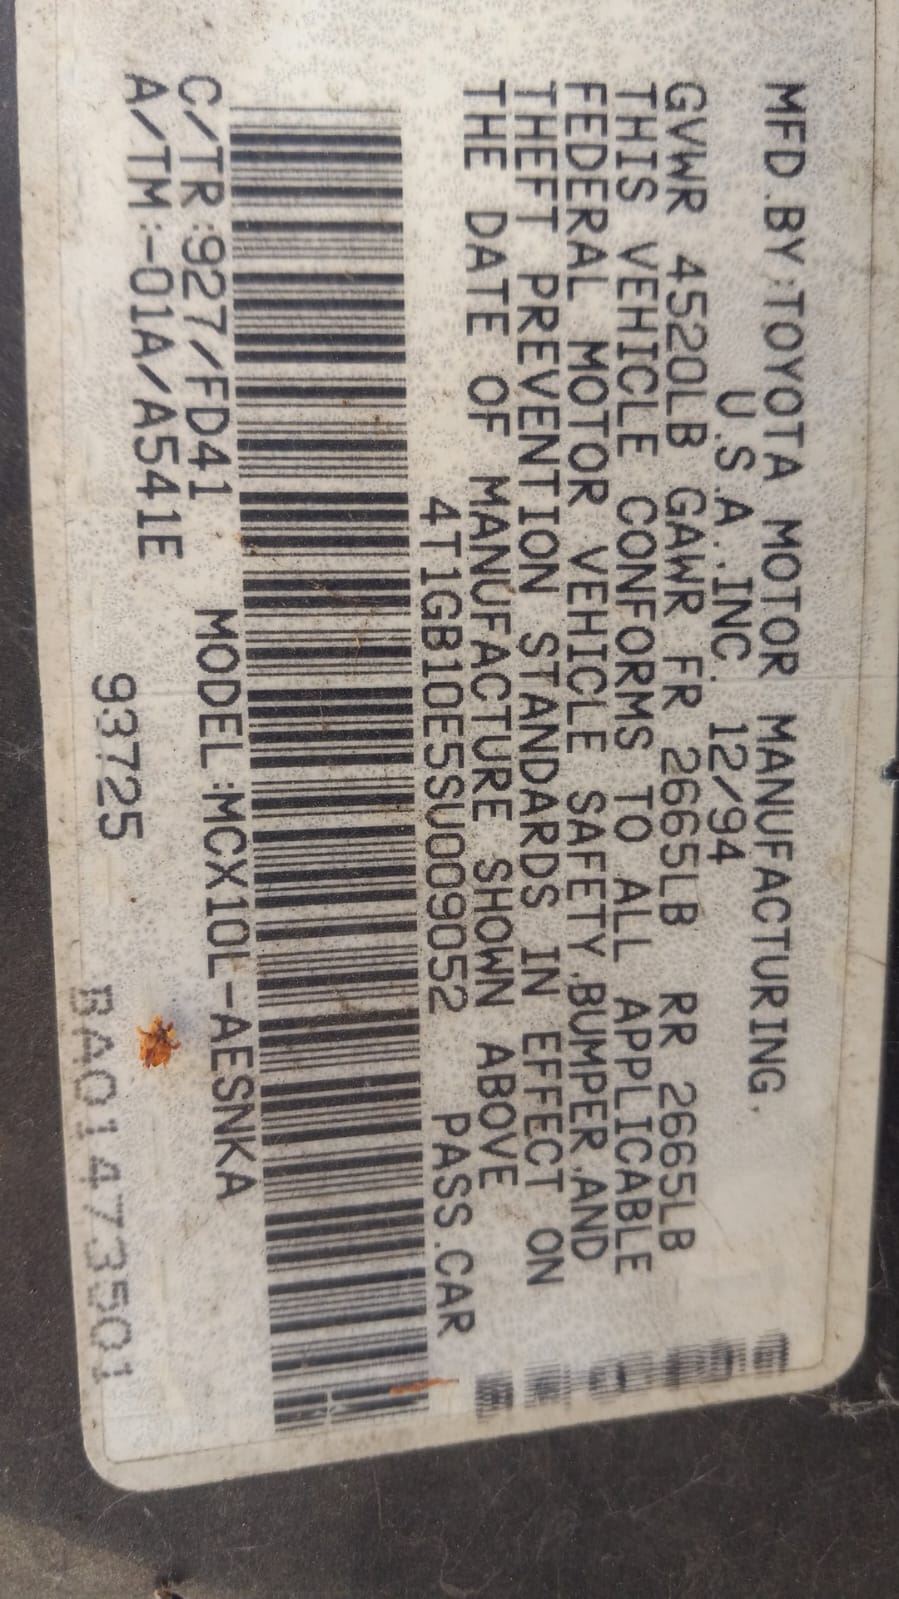 MFD.BY:TOYOTA MOTOR MANUFACTURING,
U.S.A.,INC. 12/94
GVWR 4520LB GAWR FR 2665LB RR 2665LB
THIS VEHICLE CONFORMS TO ALL APPLICABLE
FEDERAL MOTOR VEHICLE SAFETY,BUMPER,AND
THEFT PREVENTION STANDARDS IN EFFECT ON
THE DATE OF MANUFACTURE SHOWN ABOVE
4T1GB10E5SU009052 PASS.CAR
C/TR:927/FD41 MODEL:MCX10L-AESNKA
A/TM:-01A/A541E
93725 BA01473501